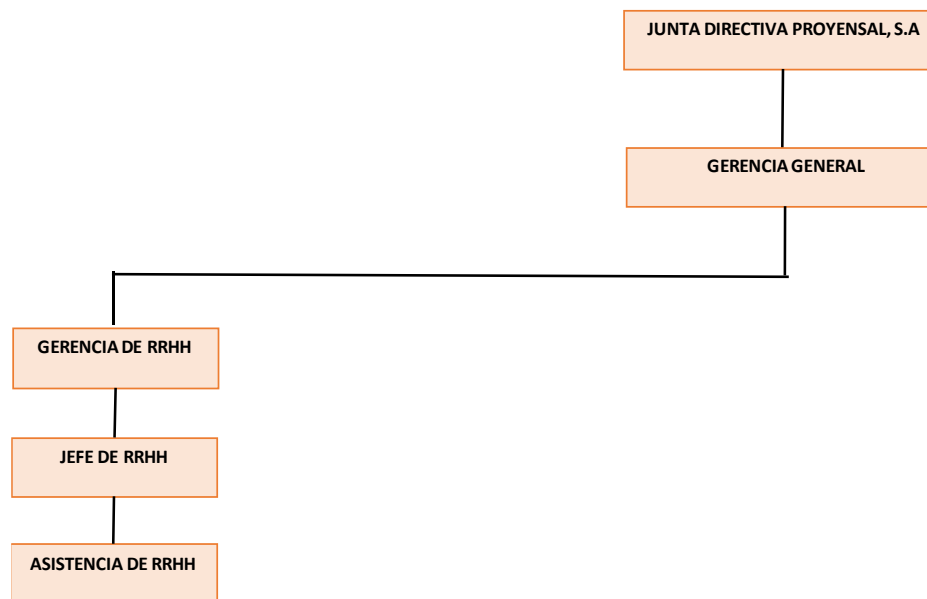 JUNTA DIRECTIVA PROYENSAL, S.A
GERENCIA GENERAL
GERENCIA DE RRHH
JEFE DE RRHH
ASISTENCIA DE RRHH